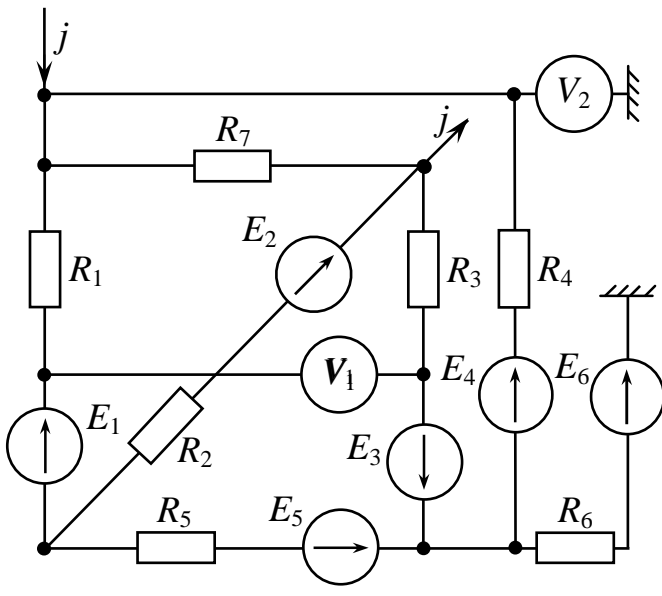 j
V₂
R₇
j
E₂
R₁
R₃
R₄
V₁
E₄
E₆
E₁
R₂
E₃
R₅
E₅
R₆